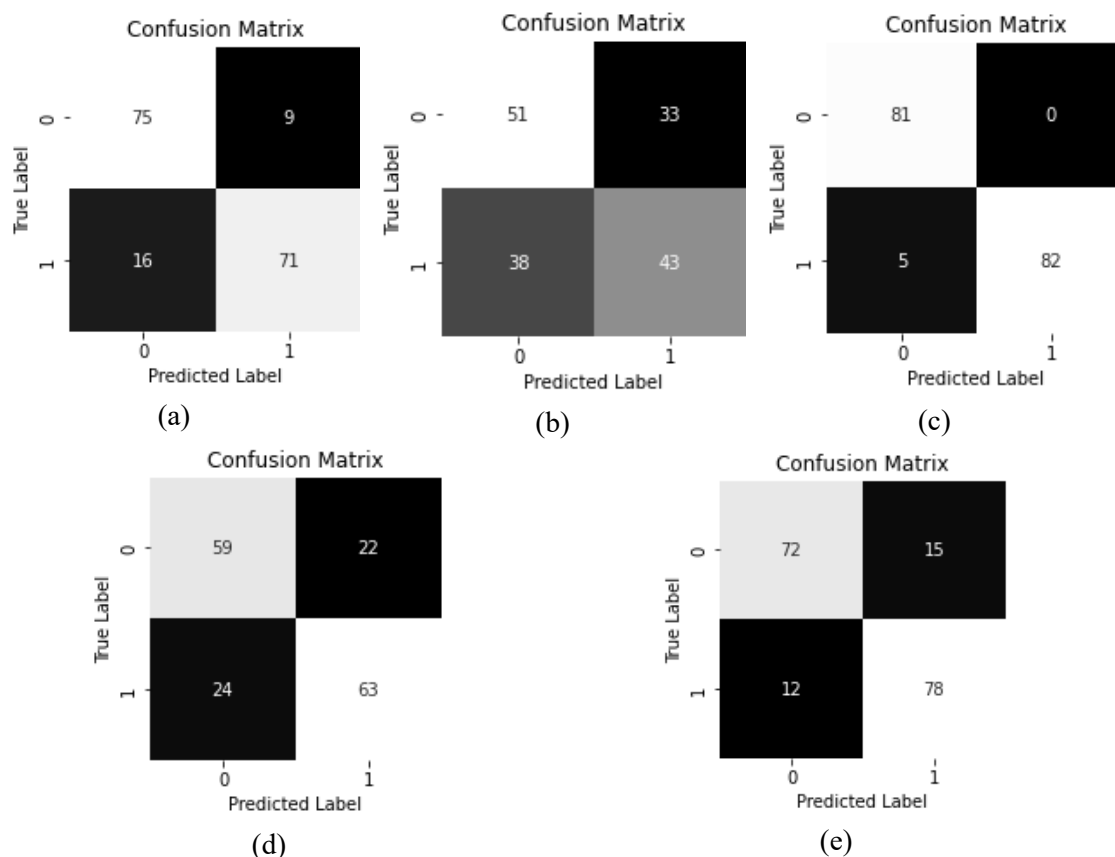 Confusion Matrix
True Label
0
75
9
1
16
71
0
1
Predicted Label
(a)
Confusion Matrix
True Label
0
51
33
1
38
43
0
1
Predicted Label
(b)
Confusion Matrix
True Label
0
81
0
1
5
82
0
1
Predicted Label
(c)
Confusion Matrix
True Label
0
59
22
1
24
63
0
1
Predicted Label
(d)
Confusion Matrix
True Label
0
72
15
1
12
78
0
1
Predicted Label
(e)